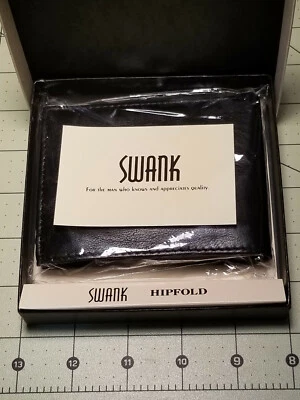 SWANK
For the man who knows and appreciates quality.
SWANK HIPFOLD
13 12 11 10 9 8